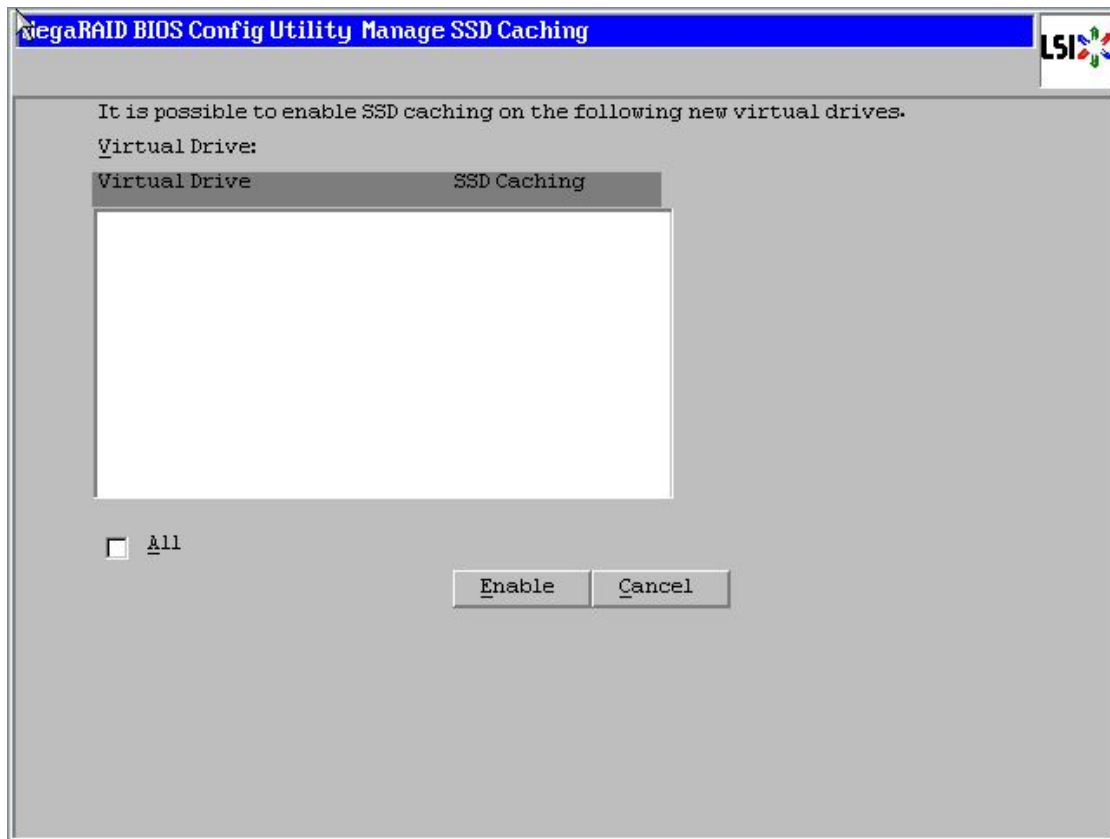 MegaRAID BIOS Config Utility Manage SSD Caching
LSI
It is possible to enable SSD caching on the following new virtual drives.
Virtual Drive:
Virtual Drive SSD Caching
All
Enable Cancel